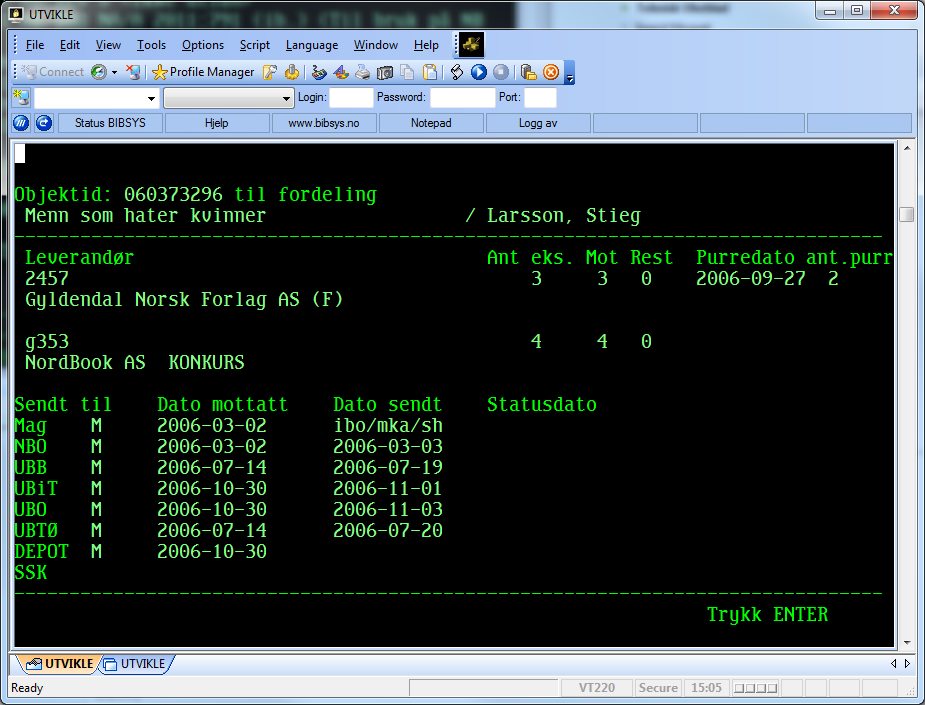 UTVIKLE
File Edit View Tools Options Script Language Window Help
Connect Profile Manager
Login: Password: Port:
Status BIBSYS Hjelp www.bibsys.no Notepad Logg av
Objektid: 060373296 til fordeling
Menn som hater kvinner / Larsson, Stieg
Leverandør Ant eks. Mot Rest Purredato ant.purr
2457 3 3 0 2006-09-27 2
Gyldendal Norsk Forlag AS (F)
g353 4 4 0
NordBook AS KONKURS
Sendt til Dato mottatt Dato sendt Statusdato
Mag M 2006-03-02 ibo/mka/sh
NBO M 2006-03-02 2006-03-03
UBB M 2006-07-14 2006-07-19
UBiT M 2006-10-30 2006-11-01
UBO M 2006-10-30 2006-11-03
UBTØ M 2006-07-14 2006-07-20
DEPOT M 2006-10-30
SSK
Trykk ENTER
UTVIKLE UTVIKLE
Ready VT220 Secure 15:05